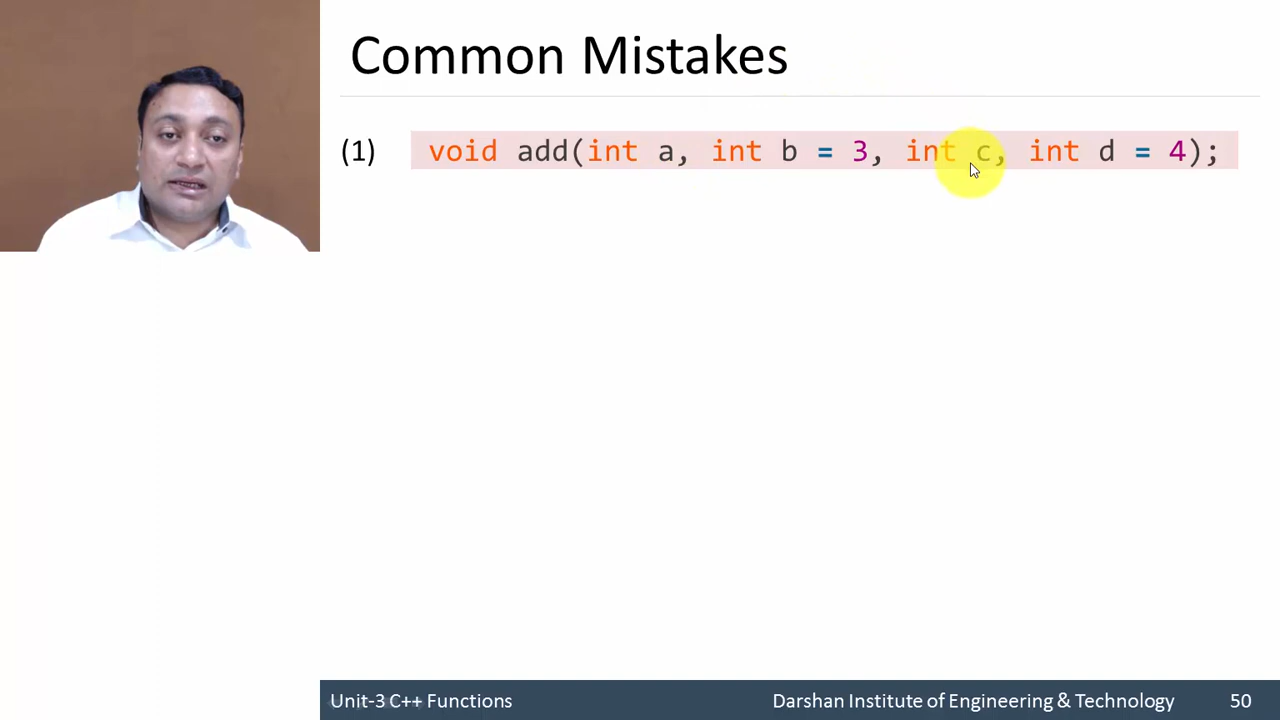 Common Mistakes
(1) void add(int a, int b = 3, int c, int d = 4);
Unit-3 C++ Functions
Darshan Institute of Engineering & Technology
50